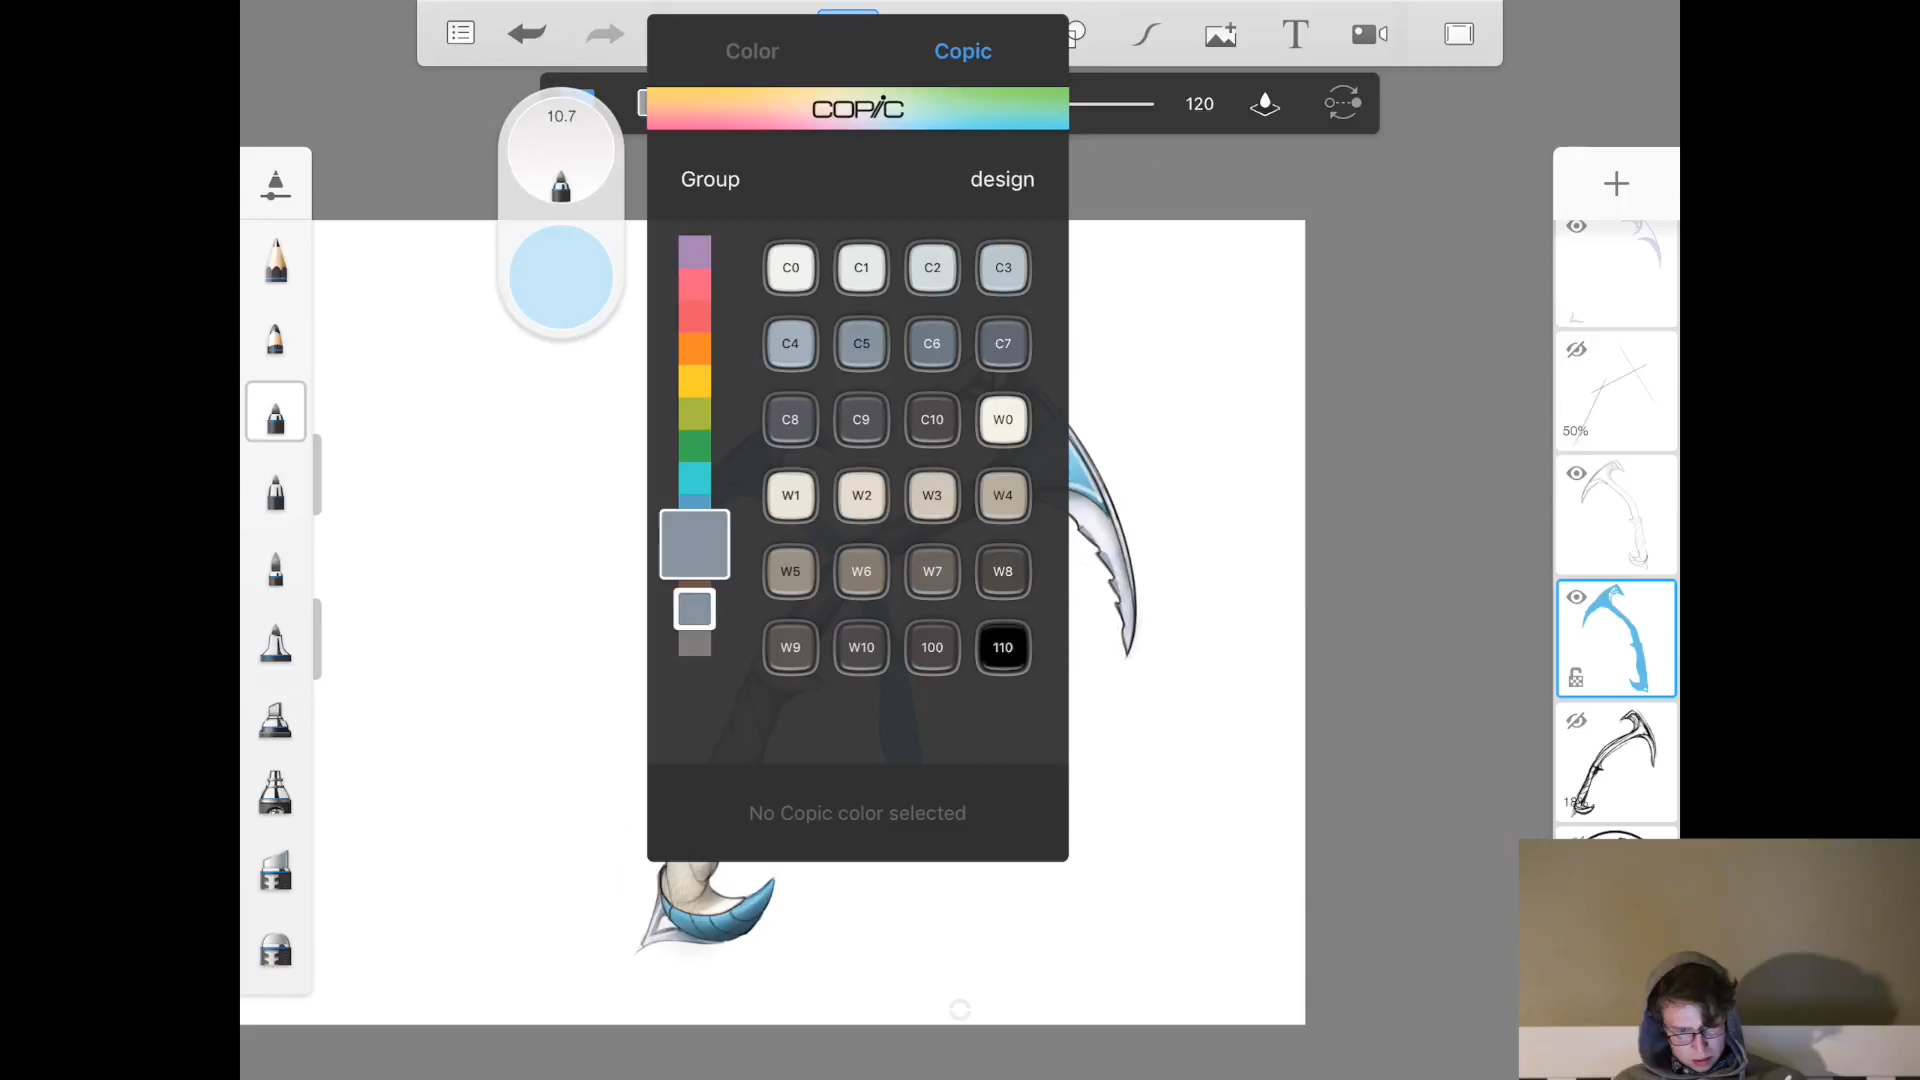 Color Copic
T
10.7
COPIC
120
Group design
C0 C1 C2 C3
C4 C5 C6 C7
C8 C9 C10 W0
50%
W1 W2 W3 W4
W5 W6 W7 W8
W9 W10 100 110
No Copic color selected